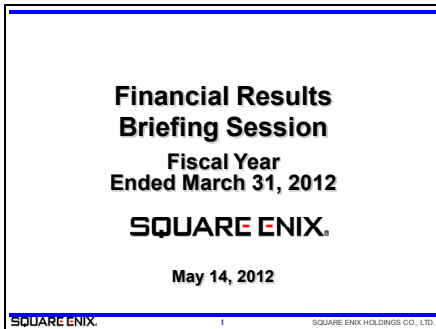 Financial Results
Briefing Session
Fiscal Year
Ended March 31, 2012
SQUARE ENIX®
May 14, 2012
SQUARE ENIX. 1 SQUARE ENIX HOLDINGS CO., LTD.